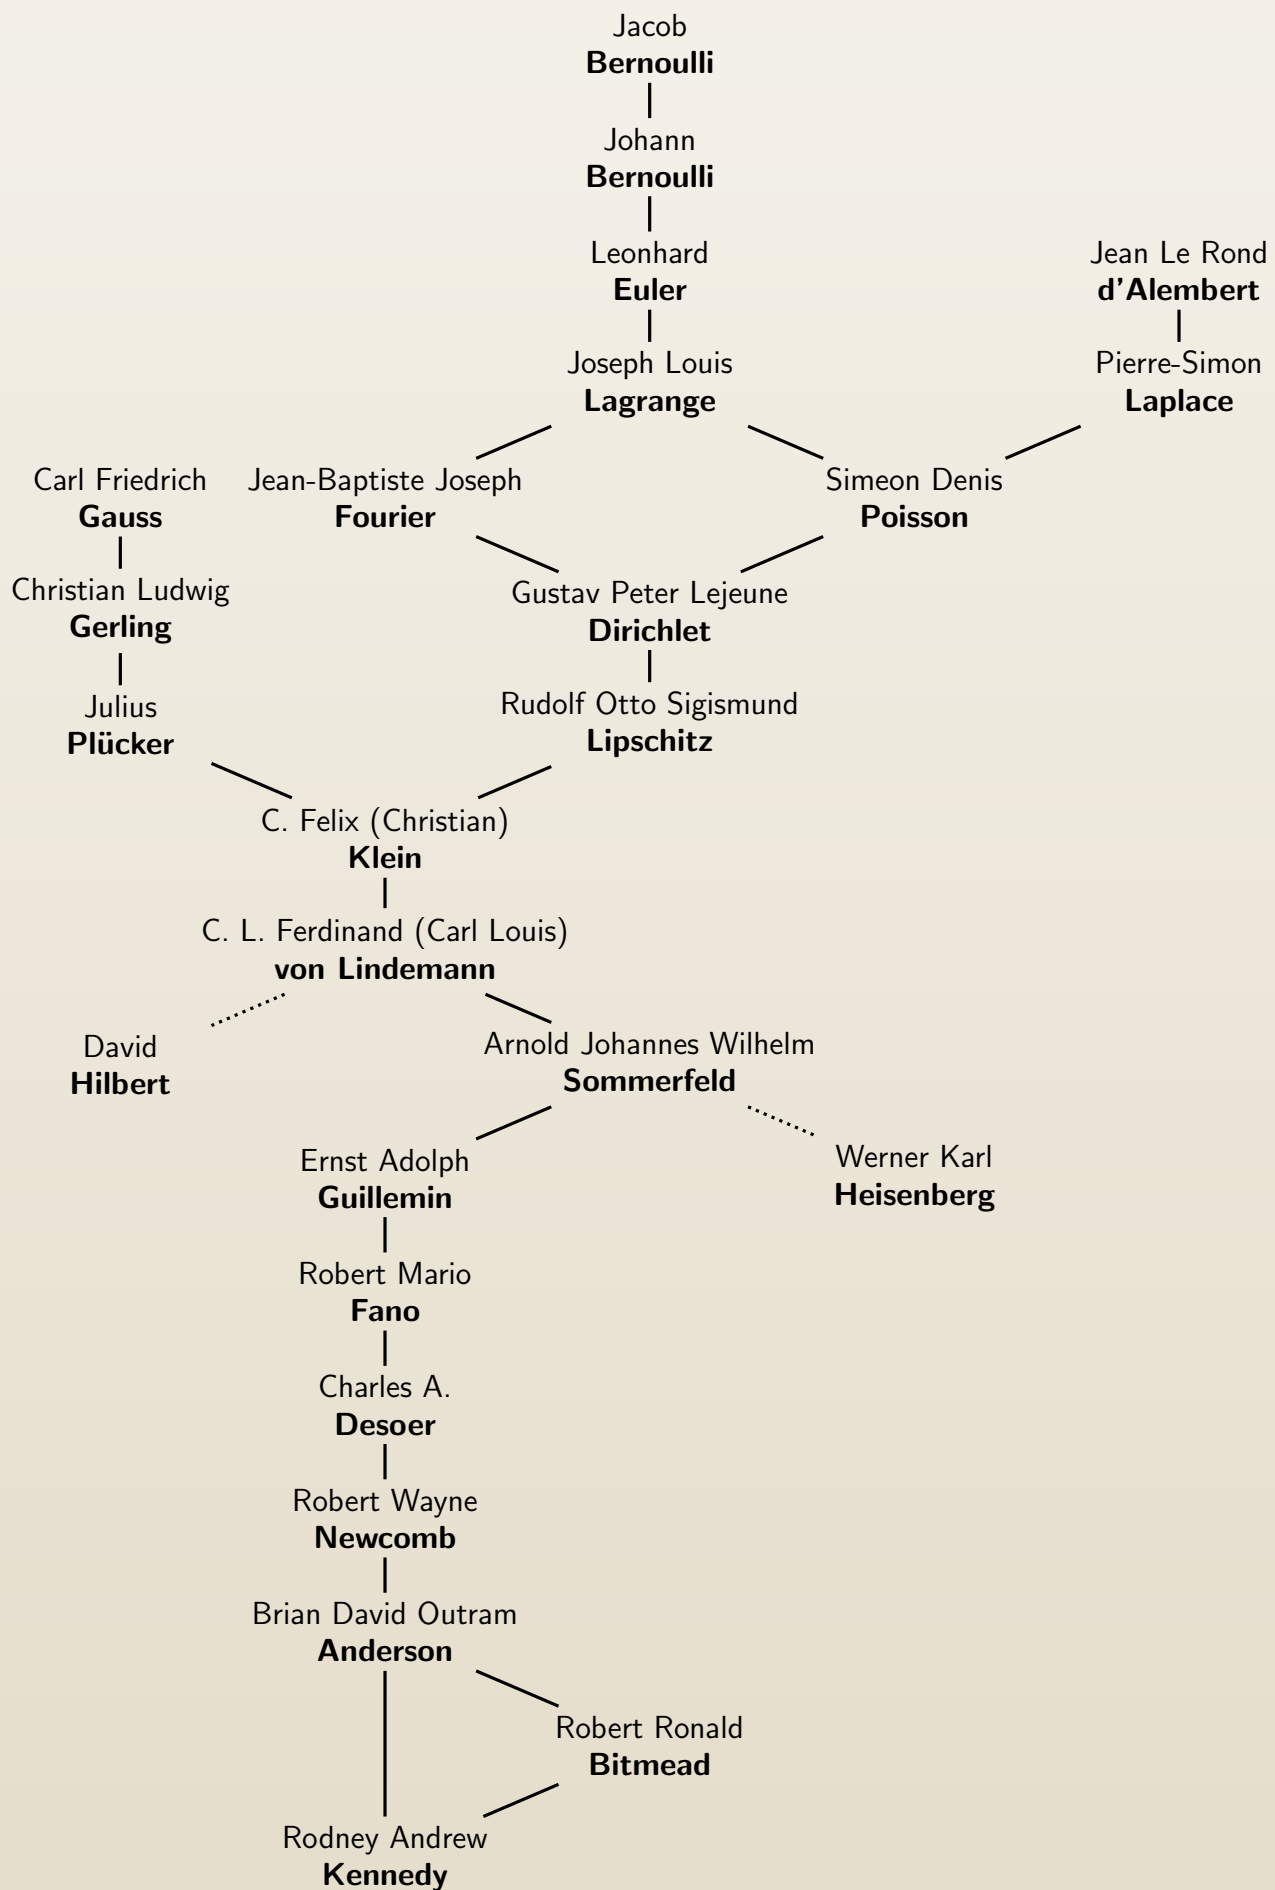 Jacob
Bernoulli
Johann
Bernoulli
Leonhard
Euler
Jean Le Rond
d'Alembert
Joseph Louis
Lagrange
Pierre-Simon
Laplace
Carl Friedrich
Gauss
Jean-Baptiste Joseph
Fourier
Simeon Denis
Poisson
Christian Ludwig
Gerling
Gustav Peter Lejeune
Dirichlet
Julius
Plücker
Rudolf Otto Sigismund
Lipschitz
C. Felix (Christian)
Klein
C. L. Ferdinand (Carl Louis)
von Lindemann
David
Hilbert
Arnold Johannes Wilhelm
Sommerfeld
Ernst Adolph
Guillemin
Werner Karl
Heisenberg
Robert Mario
Fano
Charles A.
Desoer
Robert Wayne
Newcomb
Brian David Outram
Anderson
Robert Ronald
Bitmead
Rodney Andrew
Kennedy